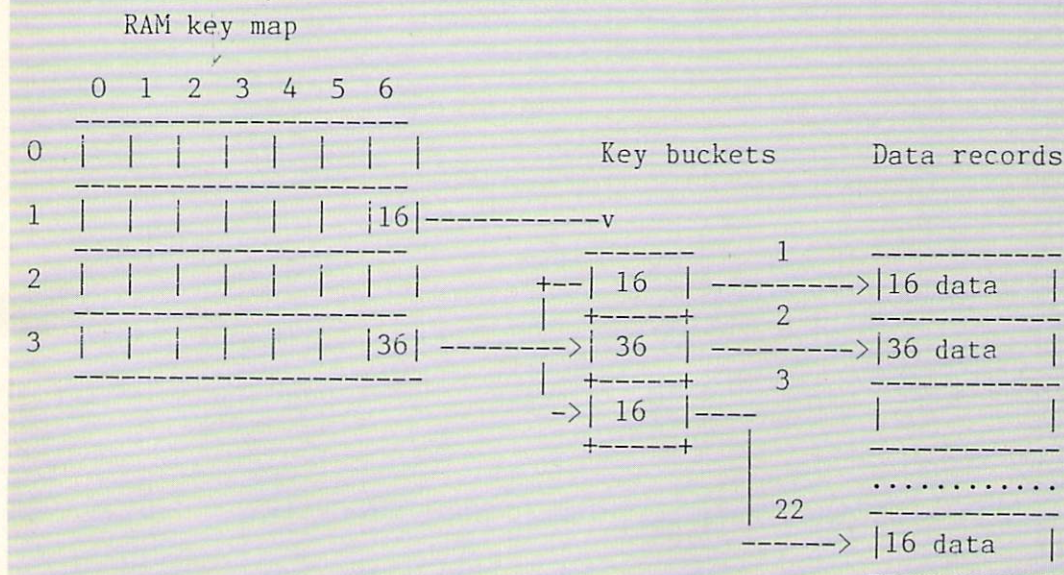 RAM key map
0 1 2 3 4 5 6
-----------------------------
0 | | | | | | | | Key buckets Data records
-----------------------------
1 | | | | | | |16|------------v
----------------------------- ------- 1 ------------
2 | | | | | | | | +--| 16 | --------->|16 data |
----------------------------- | +-----+ 2 ------------
3 | | | | | | |36| -------->| 36 | --------->|36 data |
------------------------------ | +-----+ 3 ------------
->| 16 |---- | |
+-----+ | ------------
| ............
| 22 ------------
------> |16 data |